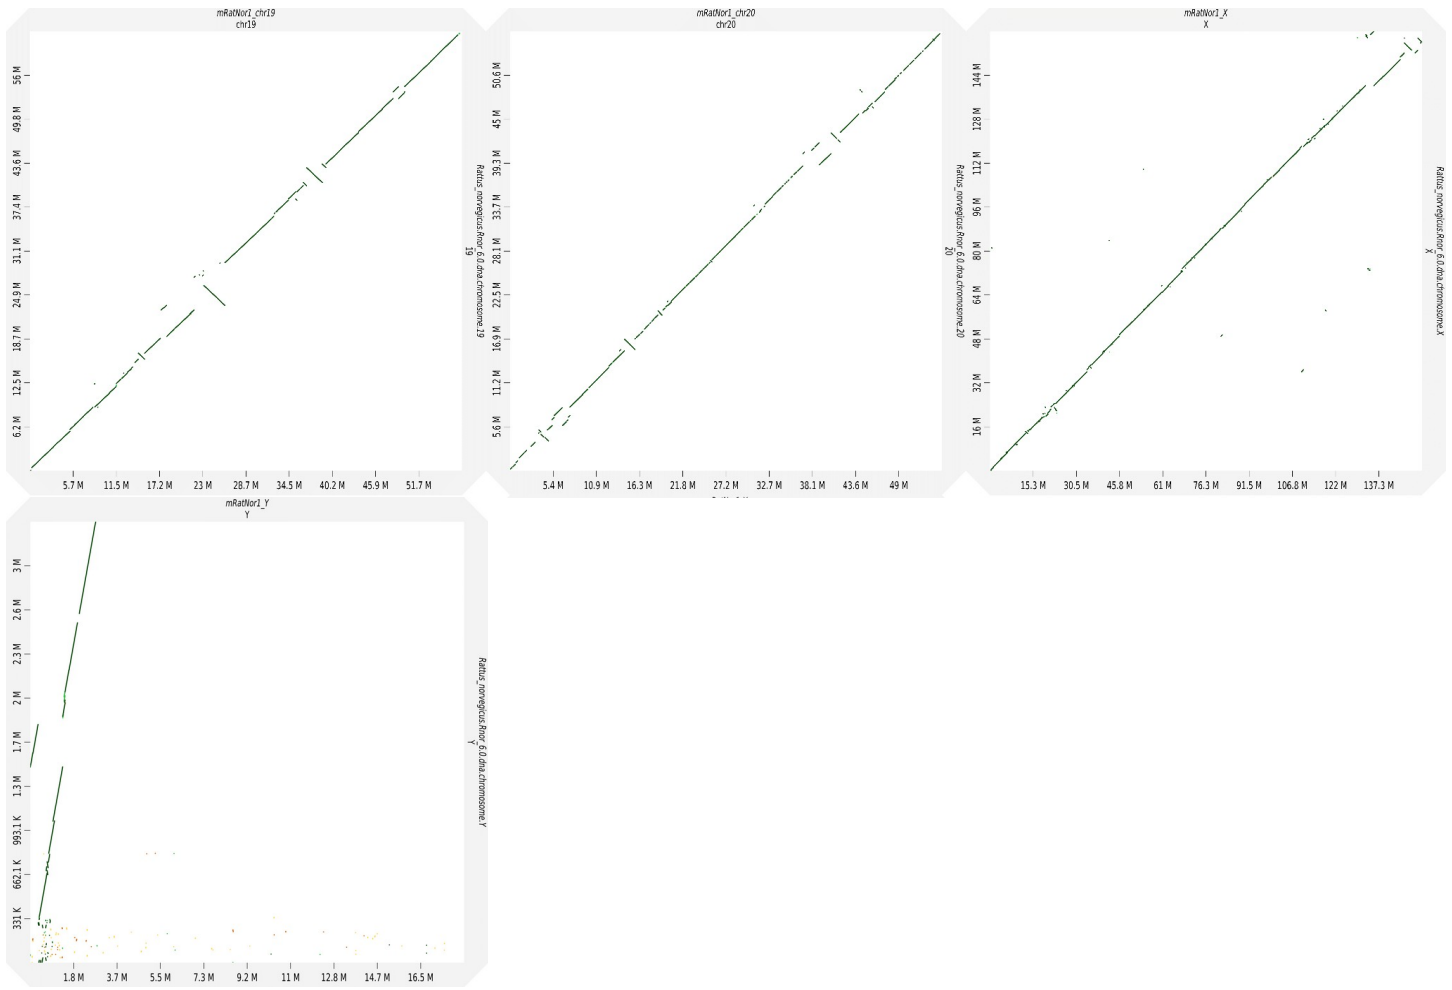 mRatNor1_chr19
chr19
56 M
49.8 M
43.6 M
37.4 M
31.1 M
24.9 M
18.7 M
12.5 M
6.2 M
5.7 M 11.5 M 17.2 M 23 M 28.7 M 34.5 M 40.2 M 45.9 M 51.7 M
Rattus_norvegicus.Rnor_6.0.dna.chromosome.19
19
mRatNor1_chr20
chr20
50.6 M
45 M
39.3 M
33.7 M
28.1 M
22.5 M
16.9 M
11.2 M
5.6 M
5.4 M 10.9 M 16.3 M 21.8 M 27.2 M 32.7 M 38.1 M 43.6 M 49 M
Rattus_norvegicus.Rnor_6.0.dna.chromosome.20
20
mRatNor1_X
X
144 M
128 M
112 M
96 M
80 M
64 M
48 M
32 M
16 M
15.3 M 30.5 M 45.8 M 61 M 76.3 M 91.5 M 106.8 M 122 M 137.3 M
Rattus_norvegicus.Rnor_6.0.dna.chromosome.X
X
mRatNor1_Y
Y
3 M
2.6 M
2.3 M
2 M
1.7 M
1.3 M
993.1 K
662.1 K
331 K
1.8 M 3.7 M 5.5 M 7.3 M 9.2 M 11 M 12.8 M 14.7 M 16.5 M
Rattus_norvegicus.Rnor_6.0.dna.chromosome.Y
Y